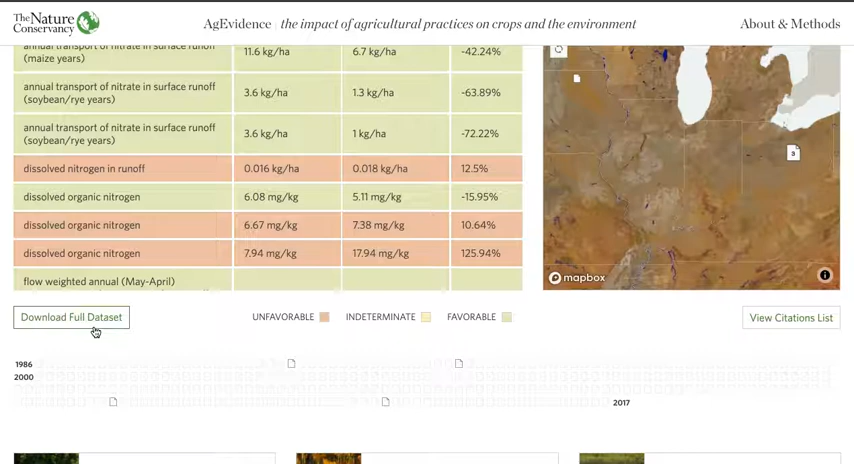 The Nature
Conservancy
AgEvidence | the impact of agricultural practices on crops and the environment
About & Methods
annual transport of nitrate in surface runoff
(maize years)
11.6 kg/ha
6.7 kg/ha
-42.24%
annual transport of nitrate in surface runoff
(soybean/rye years)
3.6 kg/ha
1.3 kg/ha
-63.89%
annual transport of nitrate in surface runoff
(soybean/rye years)
3.6 kg/ha
1 kg/ha
-72.22%
dissolved nitrogen in runoff
0.016 kg/ha
0.018 kg/ha
12.5%
dissolved organic nitrogen
6.08 mg/kg
5.11 mg/kg
-15.95%
dissolved organic nitrogen
6.67 mg/kg
7.38 mg/kg
10.64%
dissolved organic nitrogen
7.94 mg/kg
17.94 mg/kg
125.94%
flow weighted annual (May-April)
3
mapbox
Download Full Dataset
UNFAVORABLE
INDETERMINATE
FAVORABLE
View Citations List
1986
2000
2017